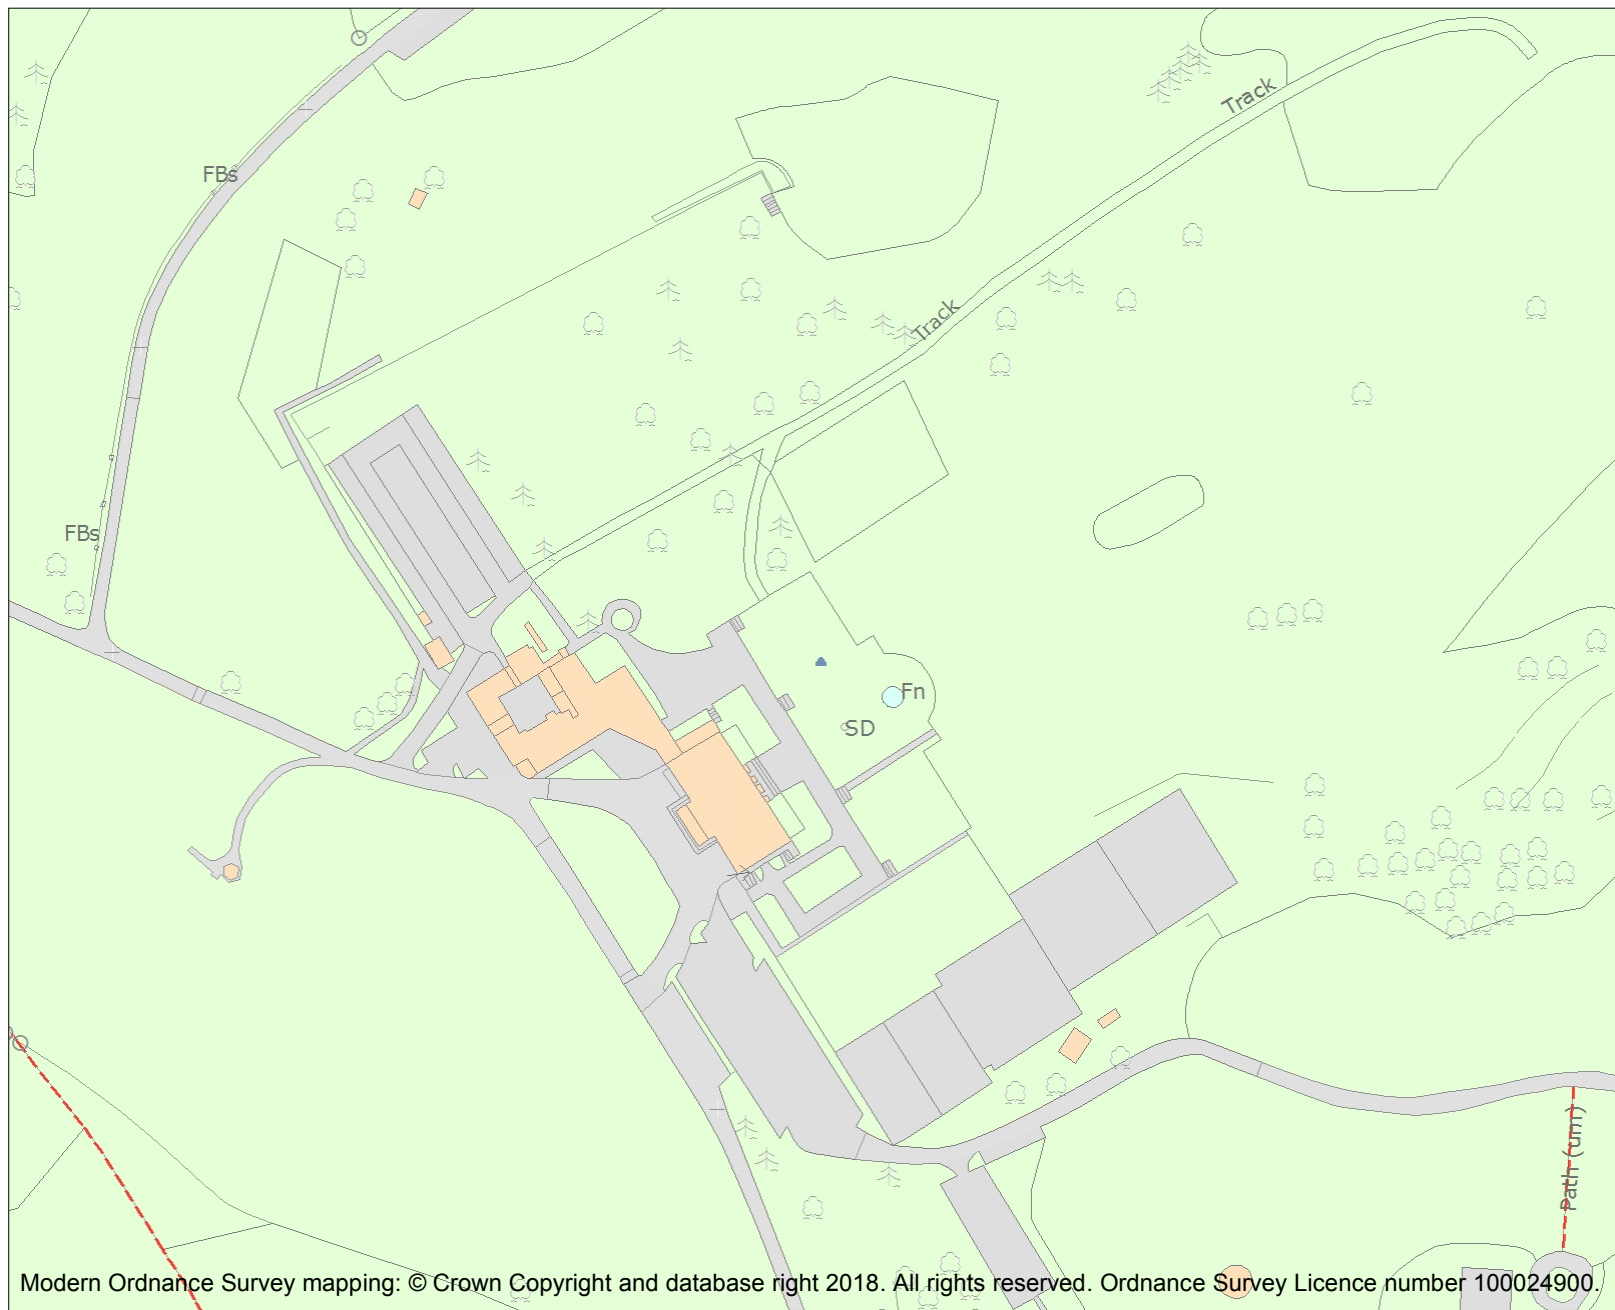 Track
FBs
Track
FBs
Fn
SD
Path (um)
Modern Ordnance Survey mapping: © Crown Copyright and database right 2018. All rights reserved. Ordnance Survey Licence number 100024900.